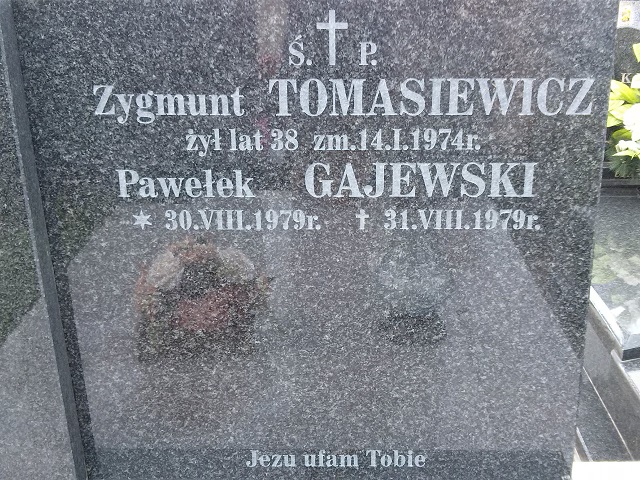 Ś. P.
Zygmunt TOMASIEWICZ
żył lat 38 zm. 14.I.1974r.
Pawełek GAJEWSKI
✶ 30.VIII.1979r. † 31.VIII.1979r.
Jezu ufam Tobie